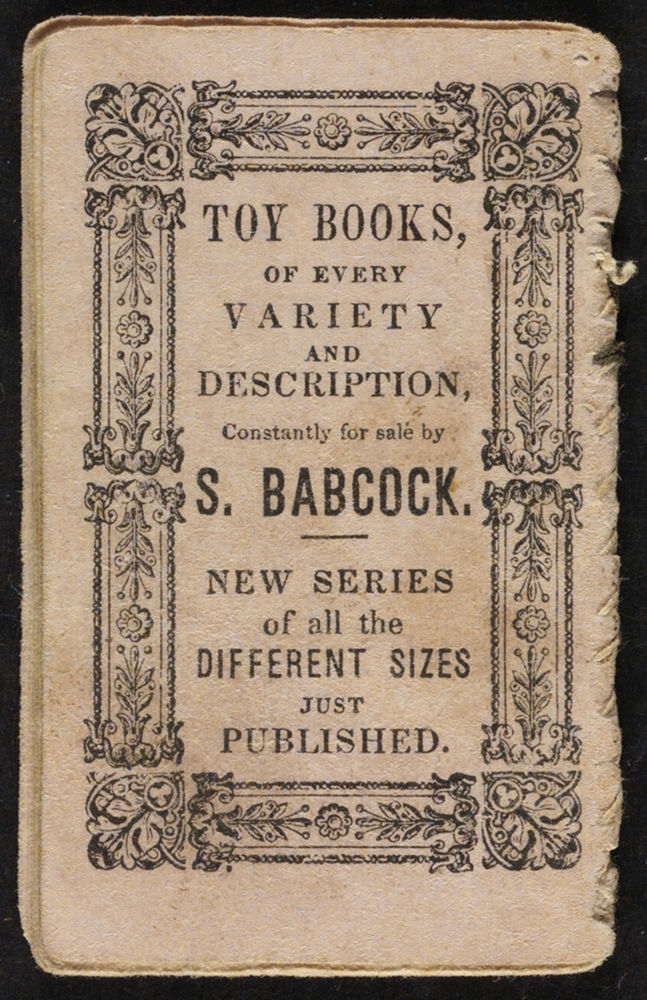 TOY BOOKS,
OF EVERY
VARIETY
AND
DESCRIPTION,
Constantly for sale by
S. BABCOCK.
NEW SERIES
of all the
DIFFERENT SIZES
JUST
PUBLISHED.